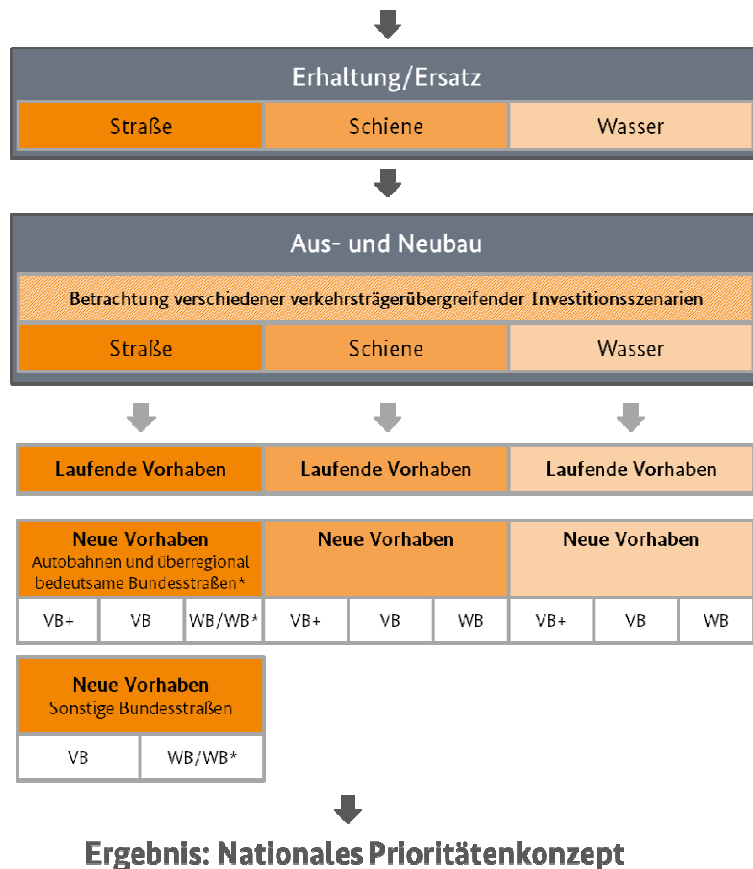 Erhaltung/Ersatz
Straße Schiene Wasser
Aus- und Neubau
Betrachtung verschiedener verkehrsträgerübergreifender Investitionsszenarien
Straße Schiene Wasser
Laufende Vorhaben Laufende Vorhaben Laufende Vorhaben
Neue Vorhaben Neue Vorhaben Neue Vorhaben
Autobahnen und überregional
bedeutsame Bundesstraßen*
VB+ VB WB/WB* VB+ VB WB VB+ VB WB
Neue Vorhaben
Sonstige Bundesstraßen
VB WB/WB*
Ergebnis: Nationales Prioritätenkonzept